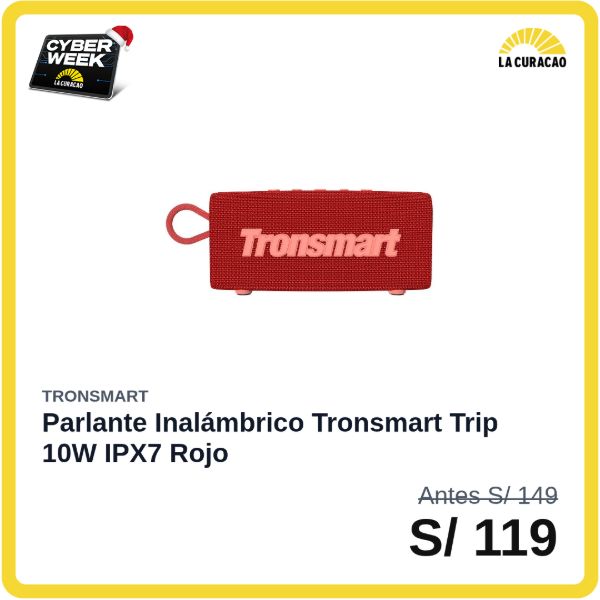 CYBER
WEEK
LA CURACAO
LA CURACAO
Tronsmart
TRONSMART
Parlante Inalámbrico Tronsmart Trip
10W IPX7 Rojo
Antes S/ 149
S/ 119